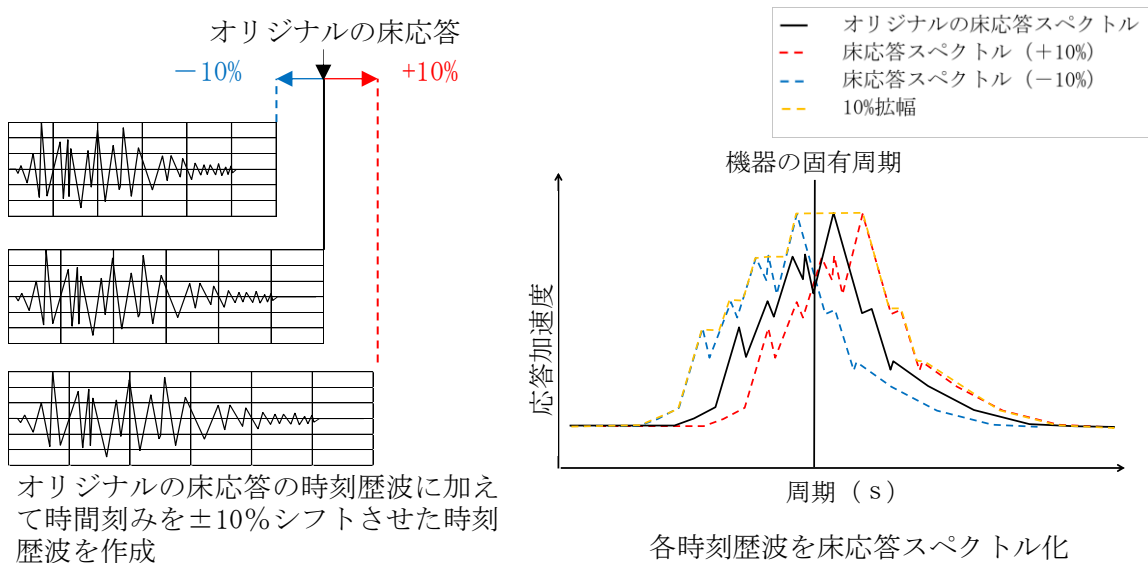 オリジナルの床応答
－10%
+10%
オリジナルの床応答の時刻歴波に加え
て時間刻みを±10％シフトさせた時刻
歴波を作成
オリジナルの床応答スペクトル
床応答スペクトル（＋10%）
床応答スペクトル（－10%）
10%拡幅
機器の固有周期
応答加速度
周期（ｓ）
各時刻歴波を床応答スペクトル化